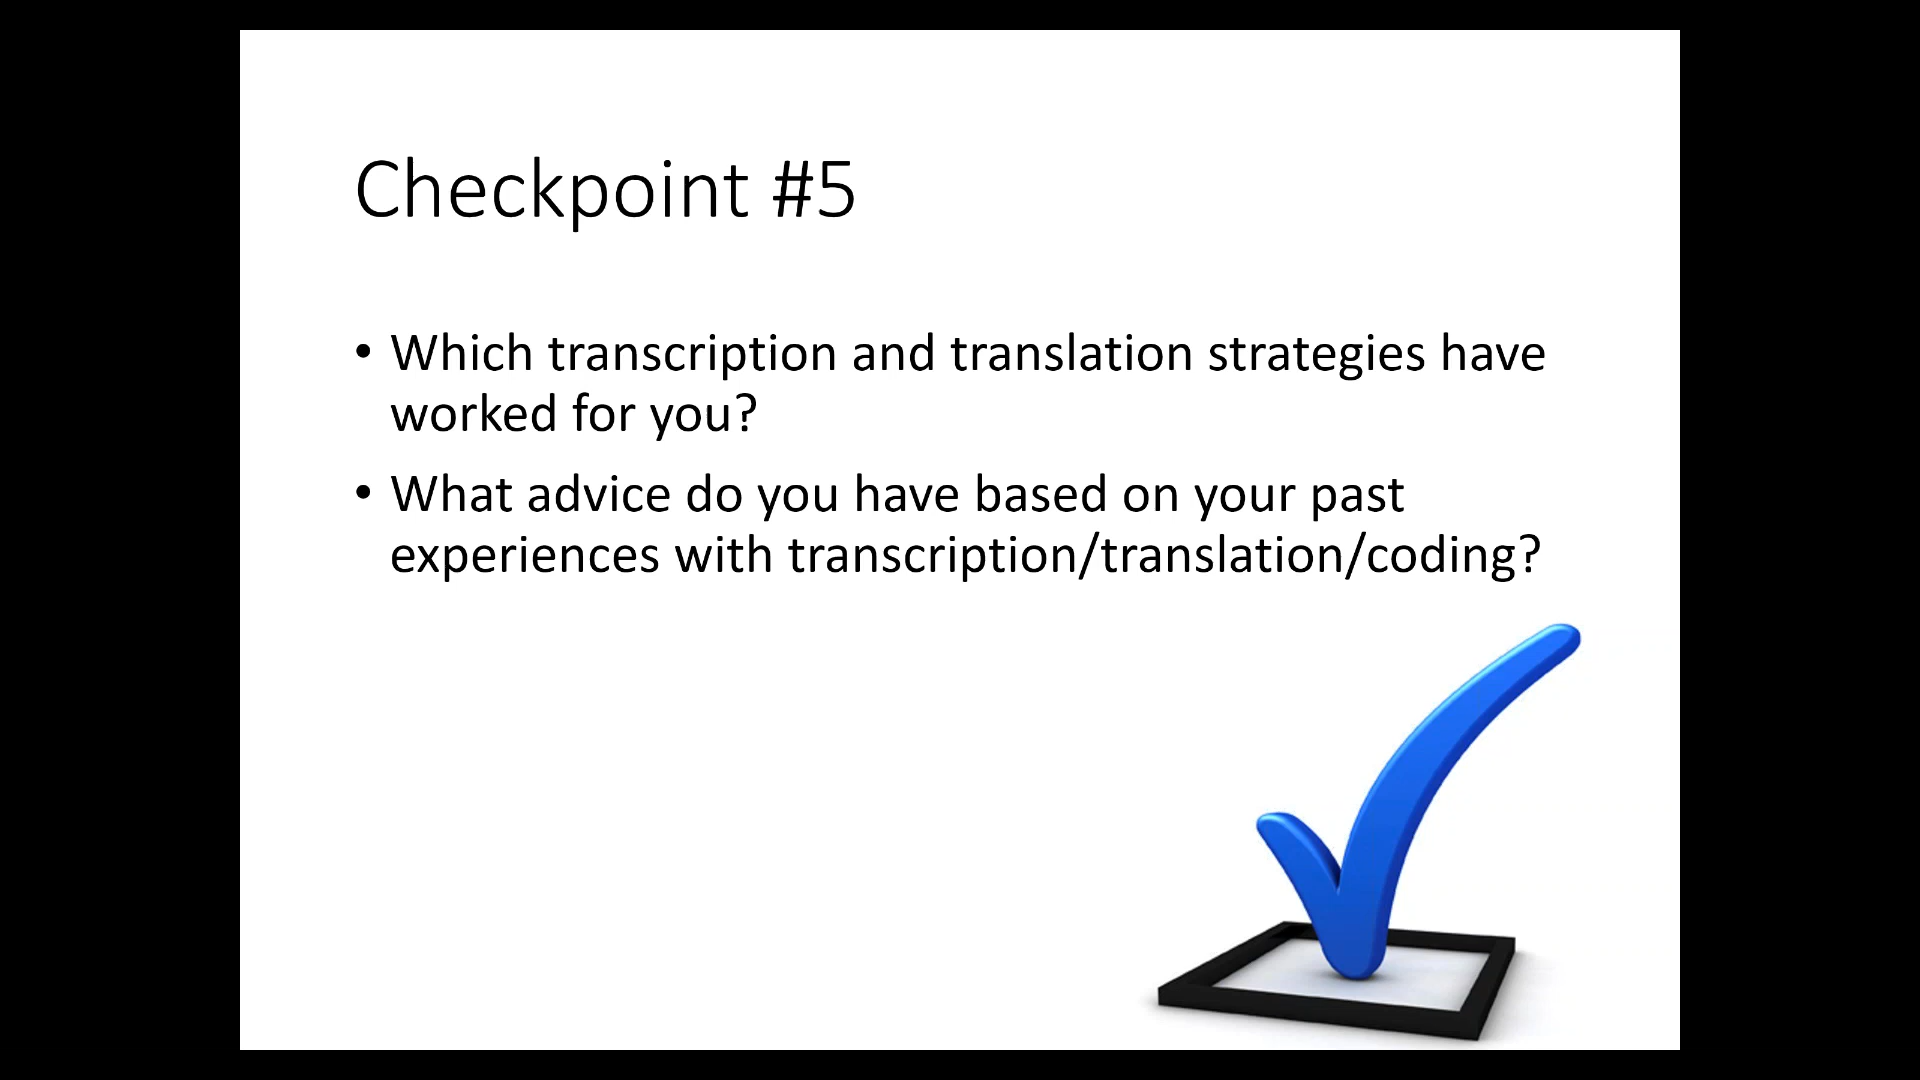 Checkpoint #5
• Which transcription and translation strategies have
worked for you?
• What advice do you have based on your past
experiences with transcription/translation/coding?